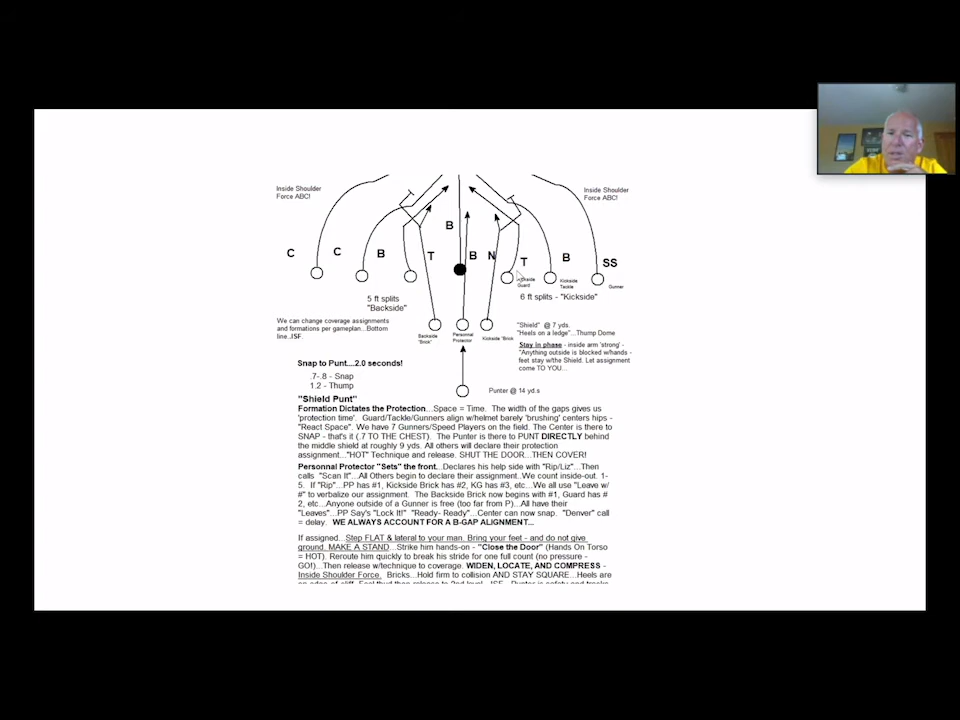 Inside Shoulder
Force ABC!
Inside Shoulder
Force ABC!
B
C C B T B N T B SS
Kickside
Guard
Kickside
Tackle
Gunner
5 ft splits
"Backside"
6 ft splits - "Kickside"
We can change coverage assignments
and formations per gameplan...Bottom
line..ISF.
Backside
"Brick"
Personnal
Protector
Kickside "Brick"
"Shield" @ 7 yds.
"Heels on a ledge"...Thump Dome
Stay in phase - inside arm 'strong' -
"Anything outside is blocked w/hands -
feet stay w/the Shield. Let assignment
come TO YOU...
Snap to Punt....2.0 seconds!
.7-.8 - Snap
1.2 - Thump
Punter @ 14 yd.s
"Shield Punt"
Formation Dictates the Protection...Space = Time. The width of the gaps gives us
'protection time'. Guard/Tackle/Gunners align w/helmet barely 'brushing' centers hips -
"React Space". We have 7 Gunners/Speed Players on the field. The Center is there to
SNAP - that's it (.7 TO THE CHEST). The Punter is there to PUNT DIRECTLY behind
the middle shield at roughly 9 yds. All others will declare their protection
assignment..."HOT" Technique and release. SHUT THE DOOR...THEN COVER!
Personnal Protector "Sets" the front...Declares his help side with "Rip/Liz"...Then
calls "Scan It"...All Others begin to declare their assignment..We count inside-out. 1-
5. If "Rip"...PP has #1, Kickside Brick has #2, KG has #3, etc...We all use "Leave w/
#" to verbalize our assignment. The Backside Brick now begins with #1, Guard has #
2, etc...Anyone outside of a Gunner is free (too far from P)...All have their
"Leaves"...PP Say's "Lock It!" "Ready- Ready"...Center can now snap. "Denver" call
= delay. WE ALWAYS ACCOUNT FOR A B-GAP ALIGNMENT...
If assigned...Step FLAT & lateral to your man. Bring your feet - and do not give
ground. MAKE A STAND...Strike him hands-on - "Close the Door" (Hands On Torso
= HOT). Reroute him quickly to break his stride for one full count (no pressure -
GO!)...Then release w/technique to coverage. WIDEN, LOCATE, AND COMPRESS -
Inside Shoulder Force. Bricks...Hold firm to collision AND STAY SQUARE...Heels are